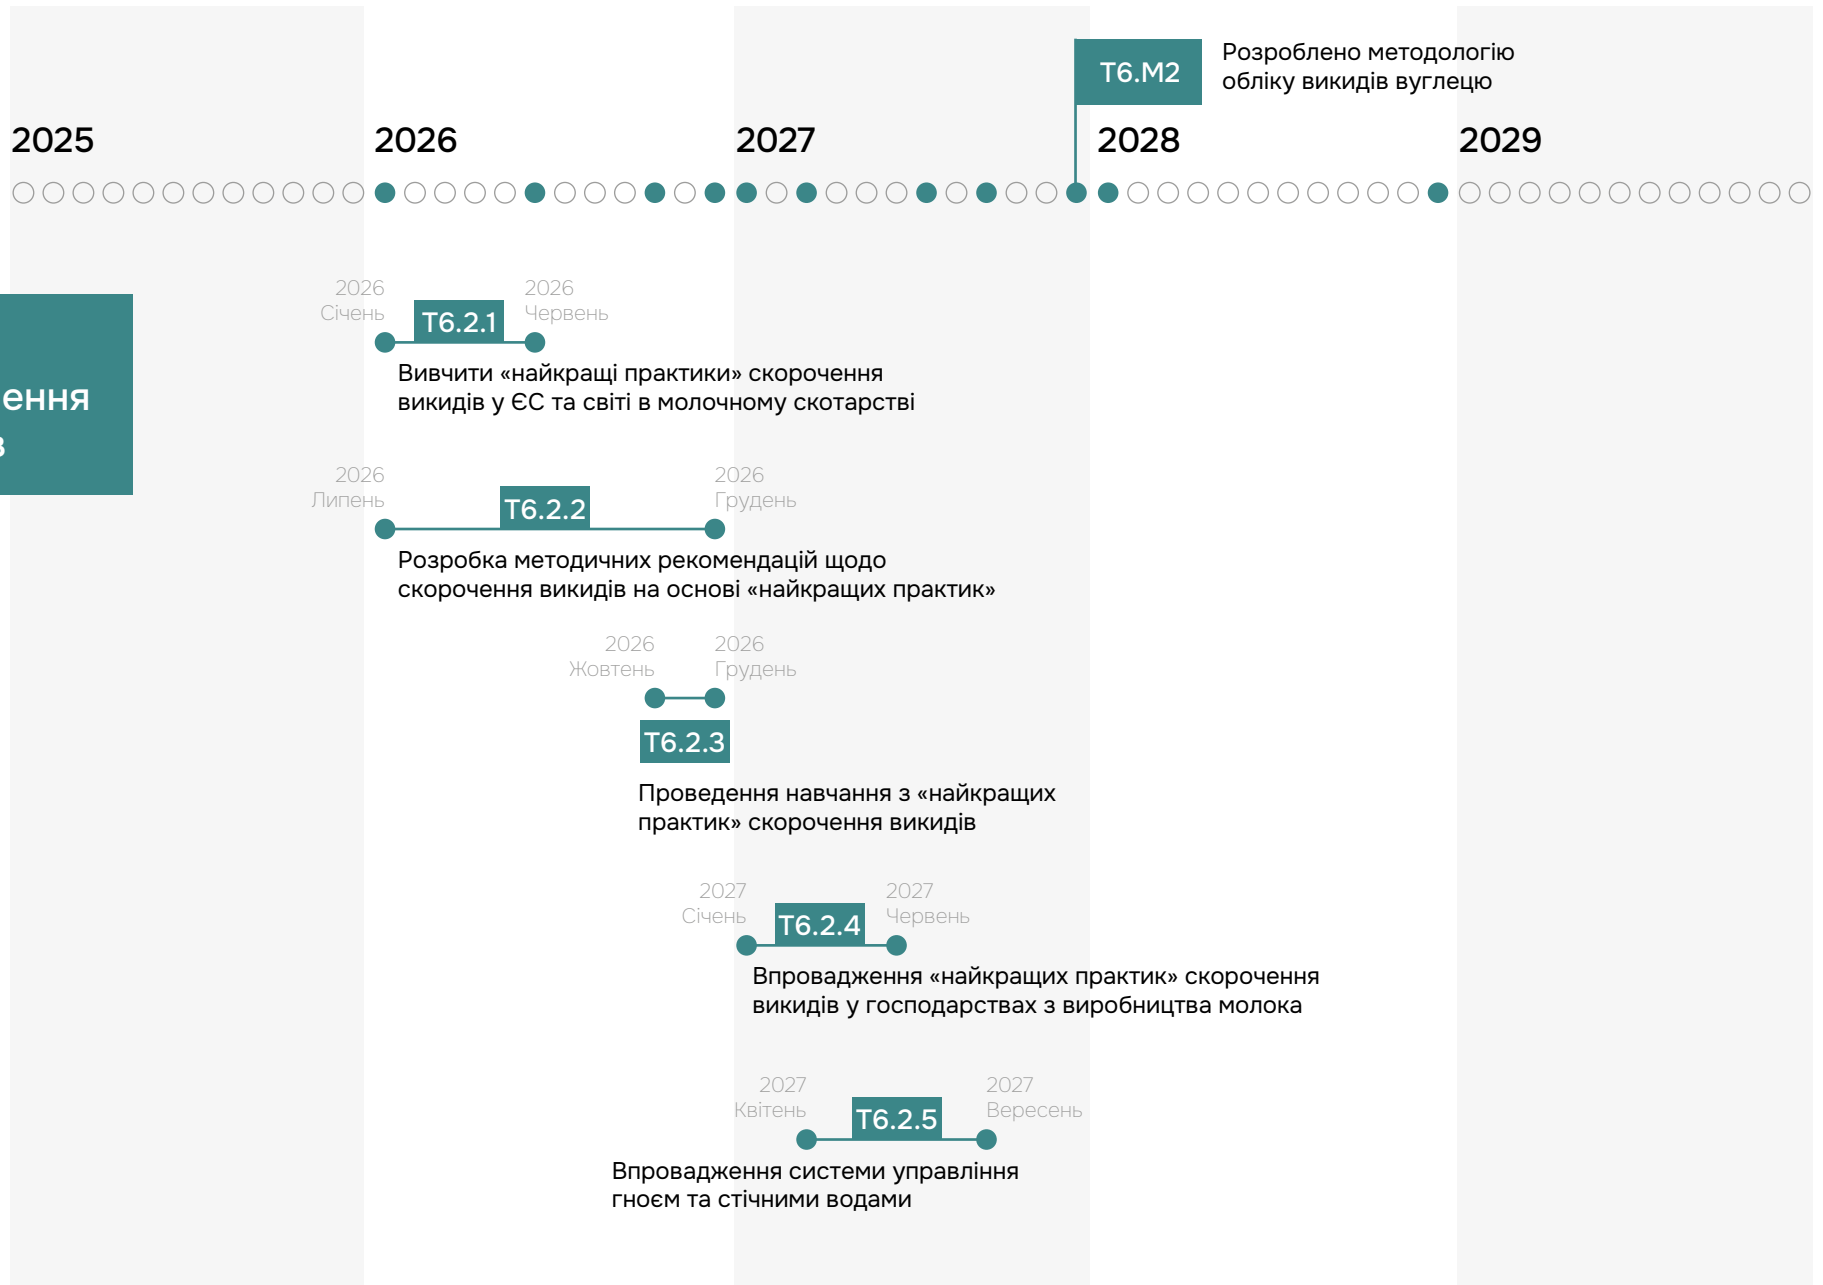 Т6.М2
Розроблено методологію
обліку викидів вуглецю
2025
2026
2027
2028
2029
2026
Січень
Т6.2.1
2026
Червень
Вивчити «найкращі практики» скорочення
викидів у ЄС та світі в молочному скотарстві
ення
в
2026
Липень
Т6.2.2
2026
Грудень
Розробка методичних рекомендацій щодо
скорочення викидів на основі «найкращих практик»
2026
Жовтень
2026
Грудень
Т6.2.3
Проведення навчання з «найкращих
практик» скорочення викидів
2027
Січень
Т6.2.4
2027
Червень
Впровадження «найкращих практик» скорочення
викидів у господарствах з виробництва молока
2027
Квітень
Т6.2.5
2027
Вересень
Впровадження системи управління
гноєм та стічними водами